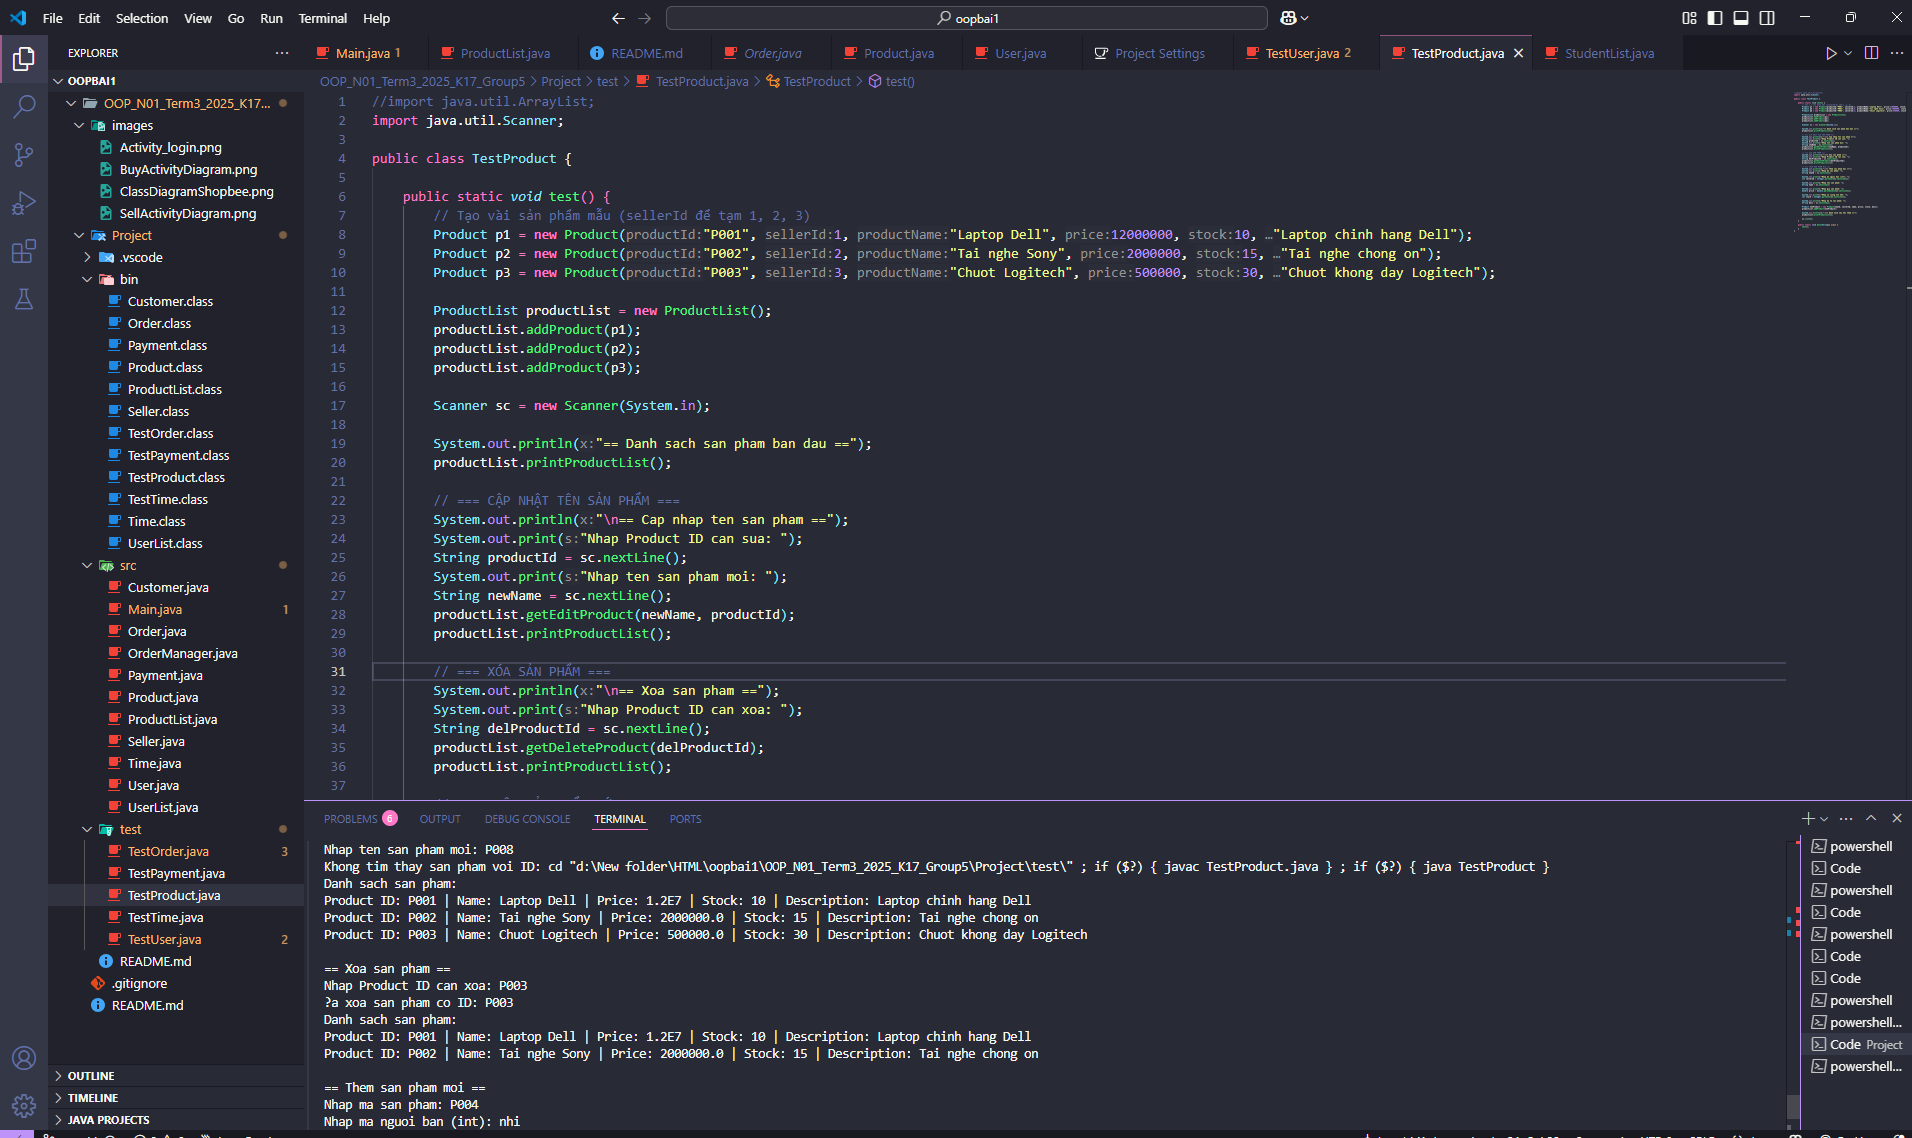 File Edit Selection View Go Run Terminal Help
oopbai1
EXPLORER
OOPBAI1
OOP_N01_Term3_2025_K17...
images
Activity_login.png
BuyActivityDiagram.png
ClassDiagramShopbee.png
SellActivityDiagram.png
Project
.vscode
bin
Customer.class
Order.class
Payment.class
Product.class
ProductList.class
Seller.class
TestOrder.class
TestPayment.class
TestProduct.class
TestTime.class
Time.class
UserList.class
src
Customer.java
Main.java 1
Order.java
OrderManager.java
Payment.java
Product.java
ProductList.java
Seller.java
Time.java
User.java
UserList.java
test
TestOrder.java 3
TestPayment.java
TestProduct.java
TestTime.java
TestUser.java 2
README.md
.gitignore
README.md
OUTLINE
TIMELINE
JAVA PROJECTS
Main.java 1 ProductList.java README.md Order.java Product.java User.java Project Settings TestUser.java 2 TestProduct.java StudentList.java
OOP_N01_Term3_2025_K17_Group5 > Project > test > TestProduct.java > TestProduct > test()
1 //import java.util.ArrayList;
2 import java.util.Scanner;
3
4 public class TestProduct {
5
6 public static void test() {
7 // Tạo vài sản phẩm mẫu (sellerId để tạm 1, 2, 3)
8 Product p1 = new Product(productId:"P001", sellerId:1, productName:"Laptop Dell", price:12000000, stock:10, …"Laptop chinh hang Dell");
9 Product p2 = new Product(productId:"P002", sellerId:2, productName:"Tai nghe Sony", price:2000000, stock:15, …"Tai nghe chong on");
10 Product p3 = new Product(productId:"P003", sellerId:3, productName:"Chuot Logitech", price:500000, stock:30, …"Chuot khong day Logitech");
11
12 ProductList productList = new ProductList();
13 productList.addProduct(p1);
14 productList.addProduct(p2);
15 productList.addProduct(p3);
16
17 Scanner sc = new Scanner(System.in);
18
19 System.out.println(x:"== Danh sach san pham ban dau ==");
20 productList.printProductList();
21
22 // === CẬP NHẬT TÊN SẢN PHẨM ===
23 System.out.println(x:"\n== Cap nhap ten san pham ==");
24 System.out.print(s:"Nhap Product ID can sua: ");
25 String productId = sc.nextLine();
26 System.out.print(s:"Nhap ten san pham moi: ");
27 String newName = sc.nextLine();
28 productList.getEditProduct(newName, productId);
29 productList.printProductList();
30
31 // === XÓA SẢN PHẨM ===
32 System.out.println(x:"\n== Xoa san pham ==");
33 System.out.print(s:"Nhap Product ID can xoa: ");
34 String delProductId = sc.nextLine();
35 productList.getDeleteProduct(delProductId);
36 productList.printProductList();
37
PROBLEMS 6 OUTPUT DEBUG CONSOLE TERMINAL PORTS
Nhap ten san pham moi: P008
Khong tim thay san pham voi ID: cd "d:\New folder\HTML\oopbai1\OOP_N01_Term3_2025_K17_Group5\Project\test\" ; if ($?) { javac TestProduct.java } ; if ($?) { java TestProduct }
Danh sach san pham:
Product ID: P001 | Name: Laptop Dell | Price: 1.2E7 | Stock: 10 | Description: Laptop chinh hang Dell
Product ID: P002 | Name: Tai nghe Sony | Price: 2000000.0 | Stock: 15 | Description: Tai nghe chong on
Product ID: P003 | Name: Chuot Logitech | Price: 500000.0 | Stock: 30 | Description: Chuot khong day Logitech
== Xoa san pham ==
Nhap Product ID can xoa: P003
?a xoa san pham co ID: P003
Danh sach san pham:
Product ID: P001 | Name: Laptop Dell | Price: 1.2E7 | Stock: 10 | Description: Laptop chinh hang Dell
Product ID: P002 | Name: Tai nghe Sony | Price: 2000000.0 | Stock: 15 | Description: Tai nghe chong on
== Them san pham moi ==
Nhap ma san pham: P004
Nhap ma nguoi ban (int): nhi
powershell
Code
powershell
Code
powershell
Code
Code
powershell
powershell...
Code Project
powershell...